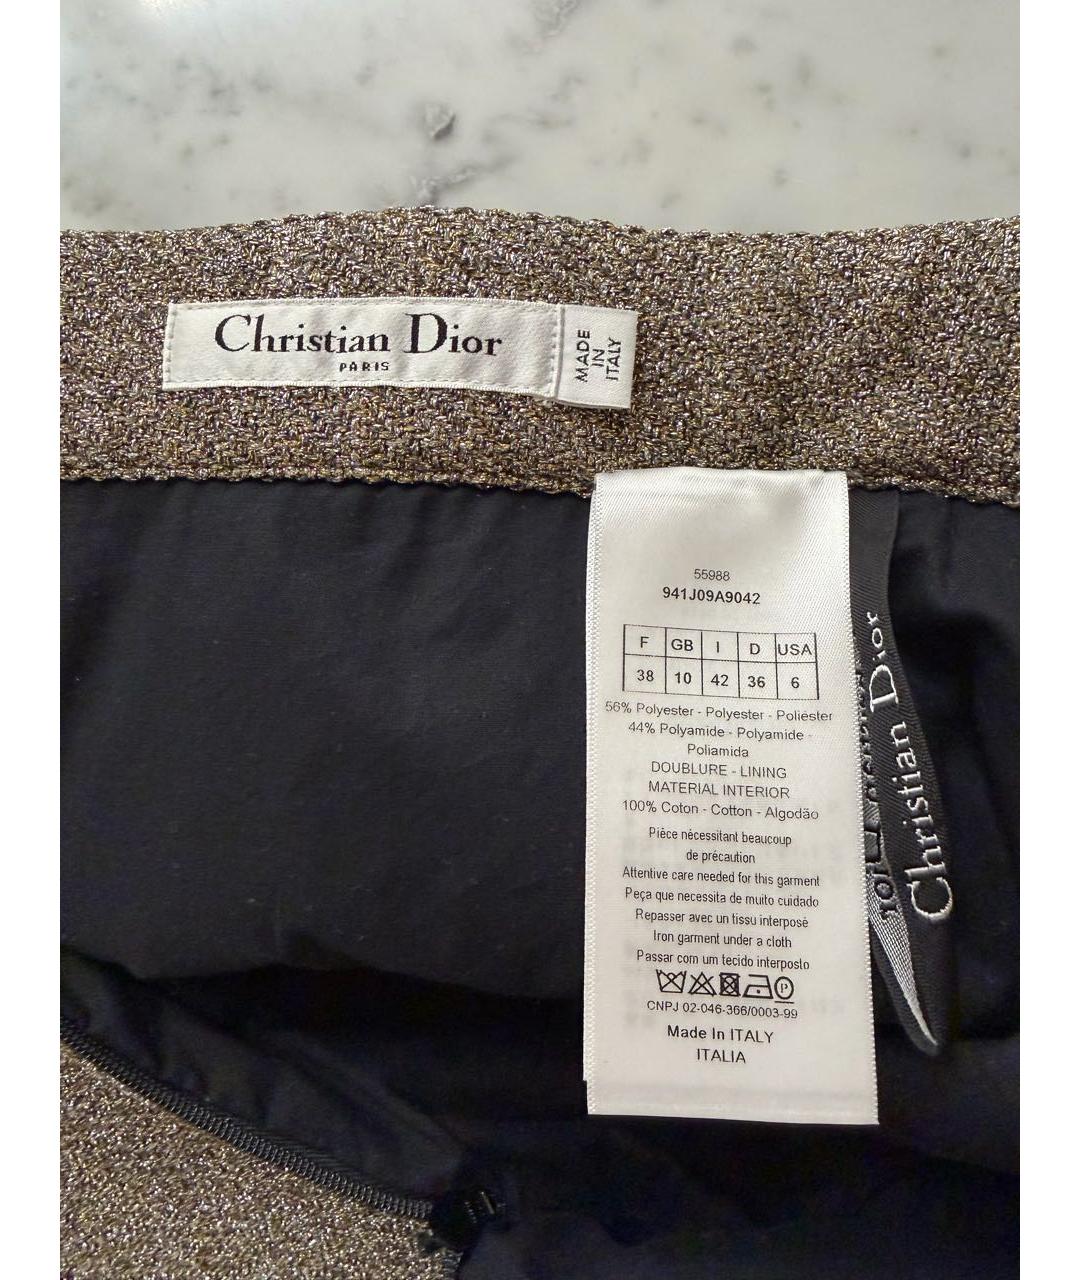 Christian Dior
PARIS
MADE
IN
ITALY
55988
941J09A9042
F GB I D USA
38 10 42 36 6
56% Polyester - Polyester - Poliéster
44% Polyamide - Polyamide -
Poliamida
DOUBLURE - LINING
MATERIAL INTERIOR
100% Coton - Cotton - Algodão
Pièce nécessitant beaucoup
de précaution
Attentive care needed for this garment
Peça que necessita de muito cuidado
Repasser avec un tissu interposé
Iron garment under a cloth
Passar com um tecido interposto
P
CNPJ 02-046-366/0003-99
Made In ITALY
ITALIA
Christian Dior